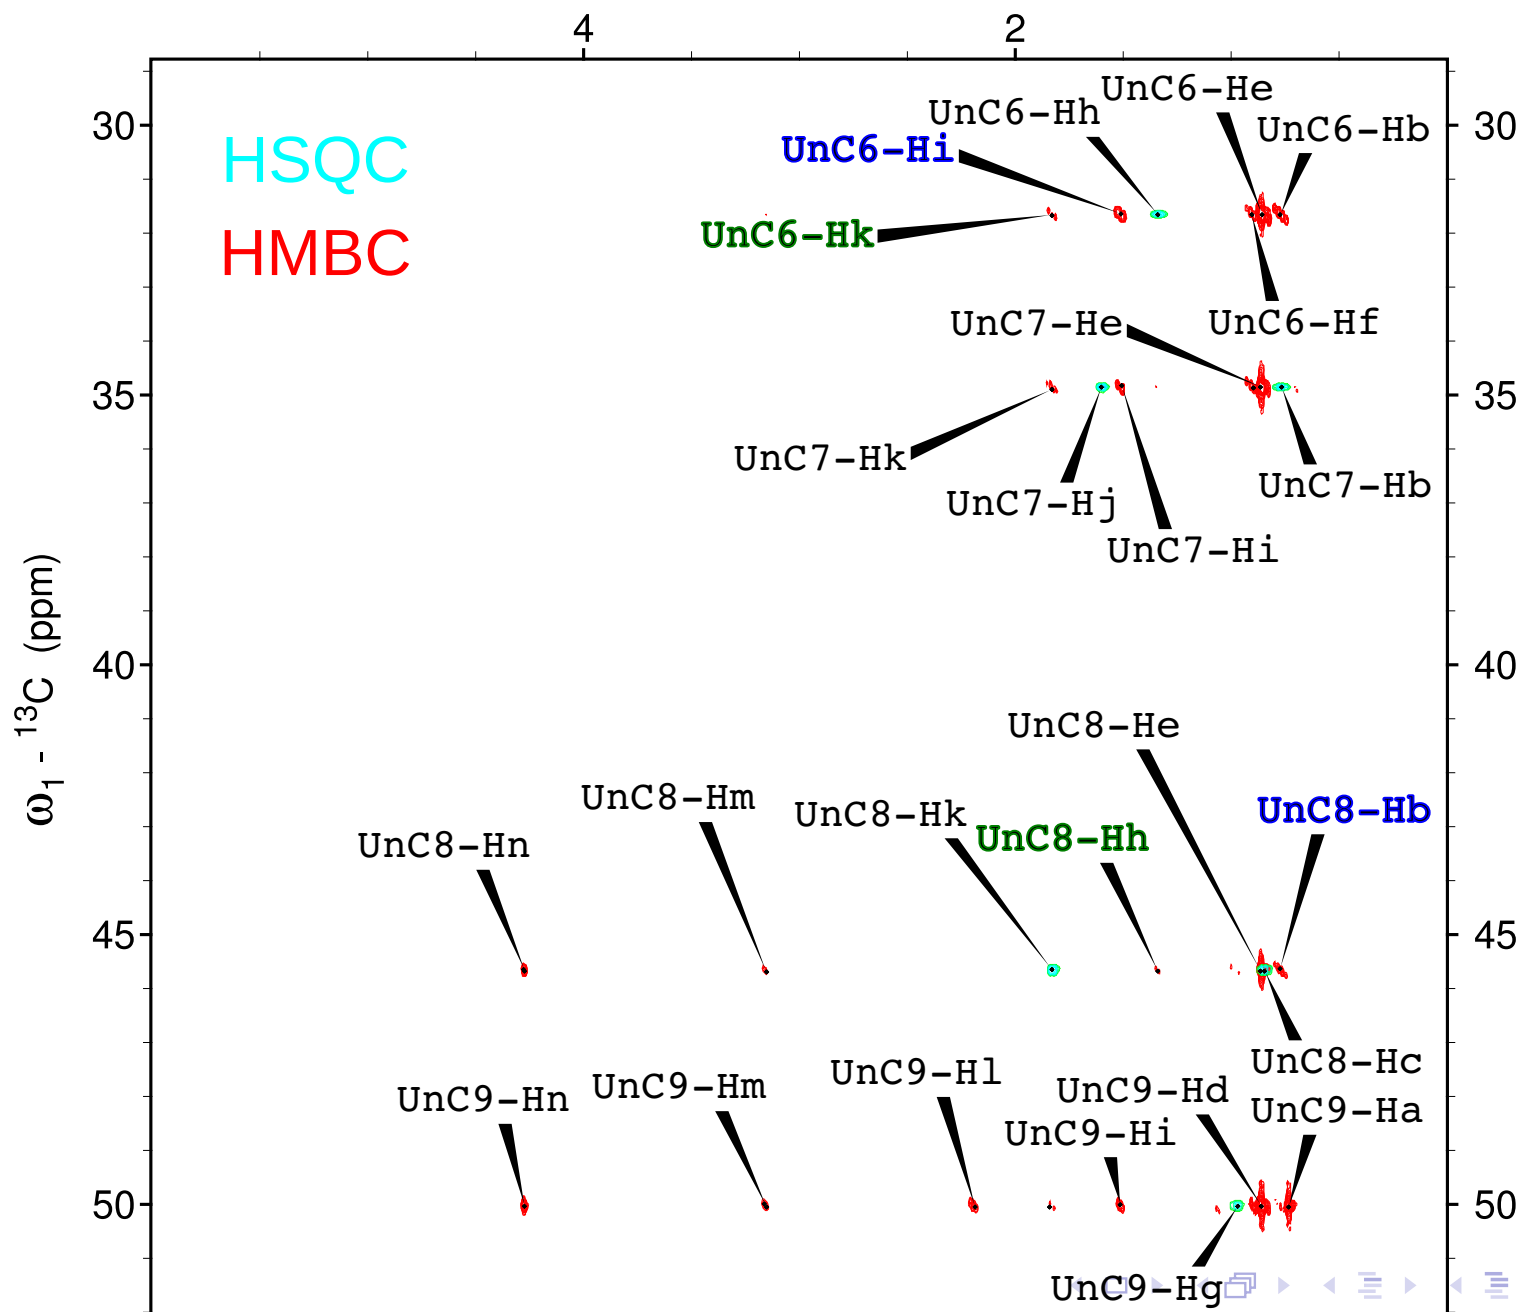 4 2
UnC6-He
UnC6-Hh
UnC6-Hb
30 30
HSQC
UnC6-Hi
UnC6-Hk
HMBC
UnC7-He
UnC6-Hf
35 35
UnC7-Hk
UnC7-Hb
UnC7-Hj
UnC7-Hi
ω1 - 13C (ppm)
40 40
UnC8-He
UnC8-Hm
UnC8-Hk
UnC8-Hb
UnC8-Hh
UnC8-Hn
45 45
UnC8-Hc
UnC9-Hl
UnC9-Hm
UnC9-Hd
UnC9-Hn
UnC9-Ha
UnC9-Hi
50 50
UnC9-Hg